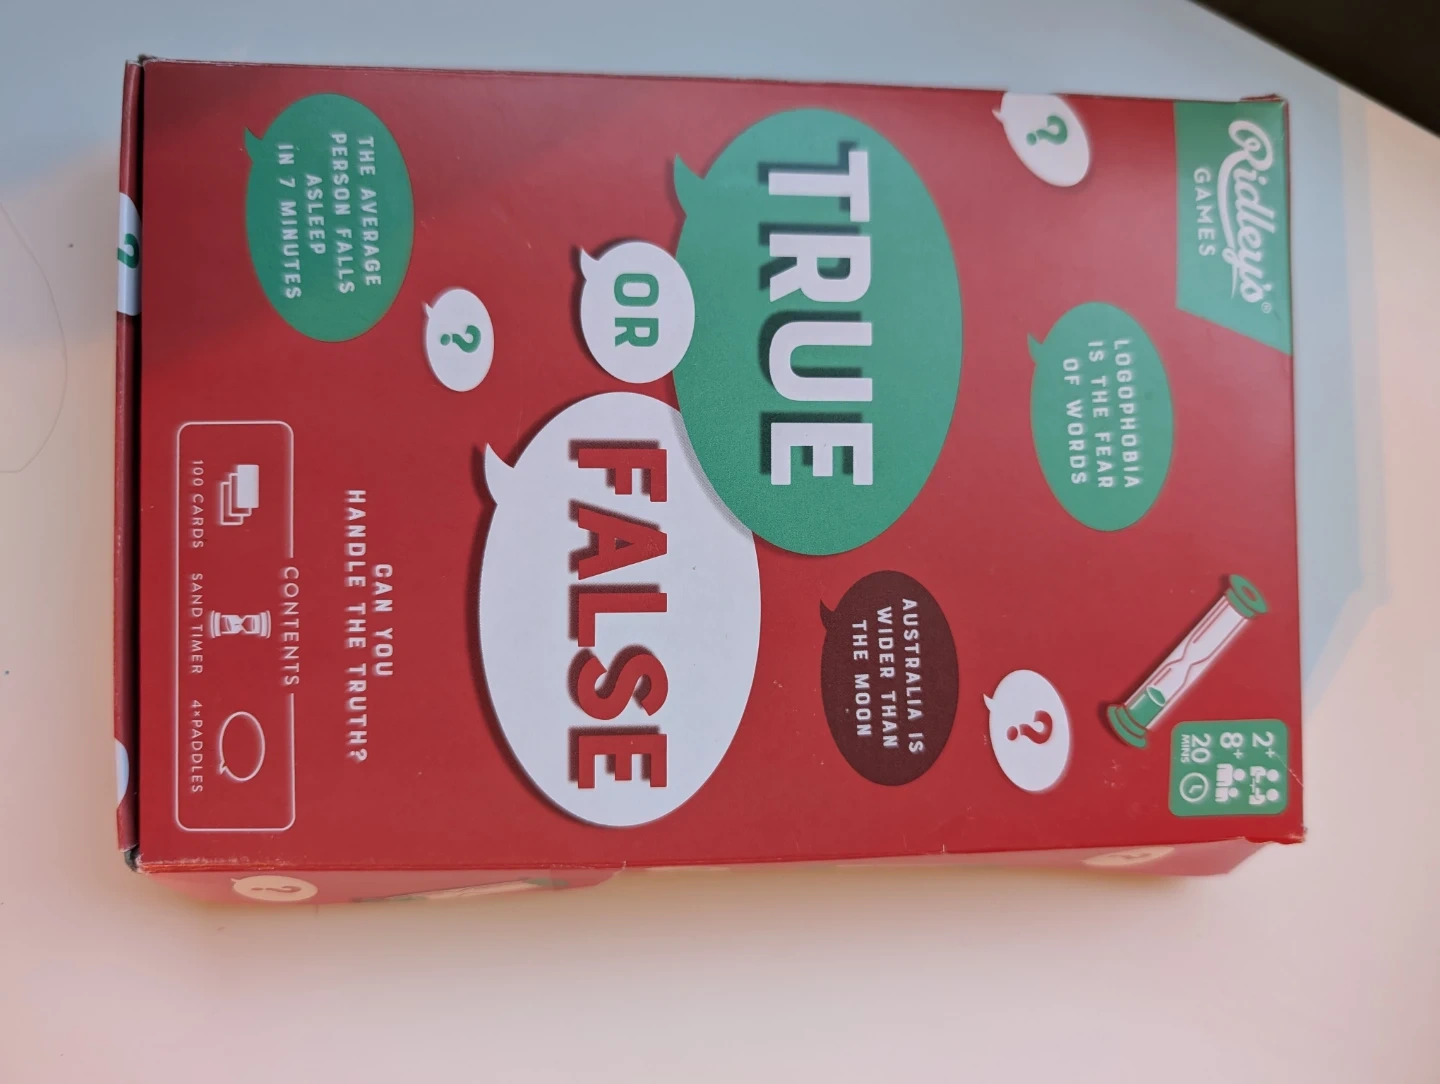 Ridley's®
GAMES
?
LOGOPHOBIA
IS THE FEAR
OF WORDS
2+
8+
20
MINS
TRUE
OR
FALSE
AUSTRALIA IS
WIDER THAN
THE MOON
?
?
THE AVERAGE
PERSON FALLS
ASLEEP
IN 7 MINUTES
CAN YOU
HANDLE THE TRUTH?
CONTENTS
100 CARDS
SAND TIMER
4×PADDLES
?
?
?